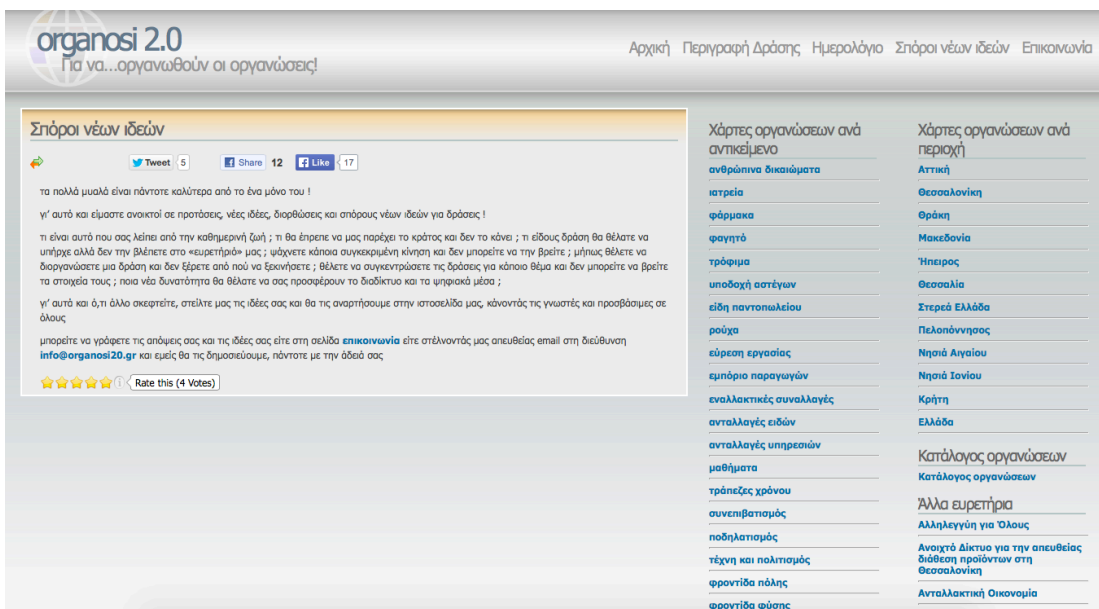 organosi 2.0
Για να...οργανωθούν οι οργανώσεις!
Αρχική Περιγραφή Δράσης Ημερολόγιο Σπόροι νέων ιδεών Επικοινωνία
Σπόροι νέων ιδεών
Tweet 5 Share 12 Like 17
τα πολλά μυαλά είναι πάντοτε καλύτερα από το ένα μόνο του !
γι' αυτό και είμαστε ανοικτοί σε προτάσεις, νέες ιδέες, διορθώσεις και σπόρους νέων ιδεών για δράσεις !
τι είναι αυτό που σας λείπει από την καθημερινή ζωή ; τι θα έπρεπε να μας παρέχει το κράτος και δεν το κάνει ; τι είδους δράση θα θέλατε να
υπήρχε αλλά δεν την βλέπετε στο «ευρετήριό» μας ; ψάχνετε κάποια συγκεκριμένη κίνηση και δεν μπορείτε να την βρείτε ; μήπως θέλετε να
διοργανώσετε μια δράση και δεν ξέρετε από πού να ξεκινήσετε ; θέλετε να συγκεντρώσετε τις δράσεις για κάποιο θέμα και δεν μπορείτε να βρείτε
τα στοιχεία τους ; ποια νέα δυνατότητα θα θέλατε να σας προσφέρουν το διαδίκτυο και τα ψηφιακά μέσα ;
γι' αυτά και ό,τι άλλο σκεφτείτε, στείλτε μας τις ιδέες σας και θα τις αναρτήσουμε στην ιστοσελίδα μας, κάνοντάς τις γνωστές και προσβάσιμες σε
όλους
μπορείτε να γράφετε τις απόψεις σας και τις ιδέες σας είτε στη σελίδα επικοινωνία είτε στέλνοντάς μας απευθείας email στη διεύθυνση
info@organosi20.gr και εμείς θα τις δημοσιεύουμε, πάντοτε με την άδειά σας
Rate this (4 Votes)
Χάρτες οργανώσεων ανά
αντικείμενο
ανθρώπινα δικαιώματα
ιατρεία
φάρμακα
φαγητό
τρόφιμα
υποδοχή αστέγων
είδη παντοπωλείου
ρούχα
εύρεση εργασίας
εμπόριο παραγωγών
εναλλακτικές συναλλαγές
ανταλλαγές ειδών
ανταλλαγές υπηρεσιών
μαθήματα
τράπεζες χρόνου
συνεπιβατισμός
ποδηλατισμός
τέχνη και πολιτισμός
φροντίδα πόλης
φροντίδα φύσης
Χάρτες οργανώσεων ανά
περιοχή
Αττική
Θεσσαλονίκη
Θράκη
Μακεδονία
Ήπειρος
Θεσσαλία
Στερεά Ελλάδα
Πελοπόννησος
Νησιά Αιγαίου
Νησιά Ιονίου
Κρήτη
Ελλάδα
Κατάλογος οργανώσεων
Κατάλογος οργανώσεων
Άλλα ευρετήρια
Αλληλεγγύη για Όλους
Ανοιχτό Δίκτυο για την απευθείας
διάθεση προϊόντων στη
Θεσσαλονίκη
Ανταλλακτική Οικονομία